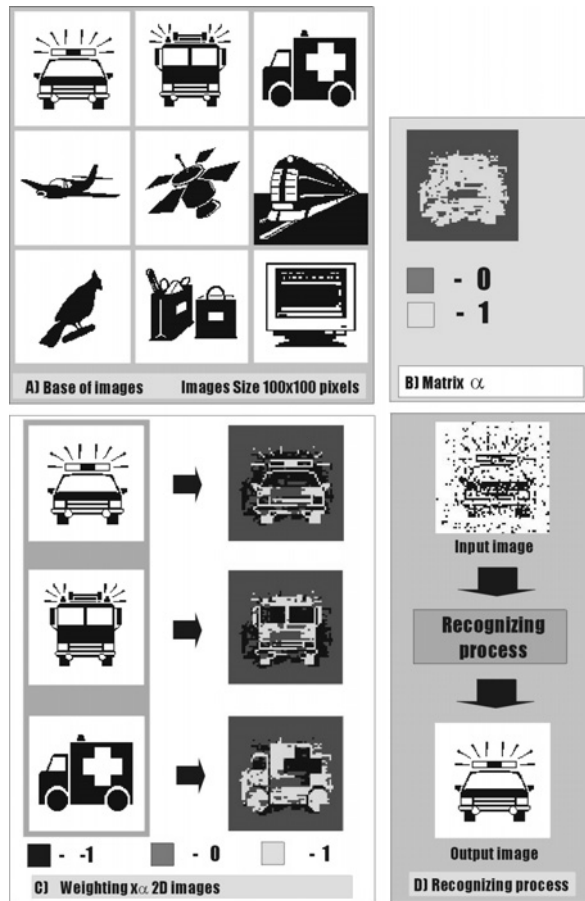 A) Base of images Images Size 100x100 pixels
- 0
- 1
B) Matrix α
- -1 - 0 - 1
C) Weighting xα 2D images
Input image
Recognizing
process
Output image
D) Recognizing process